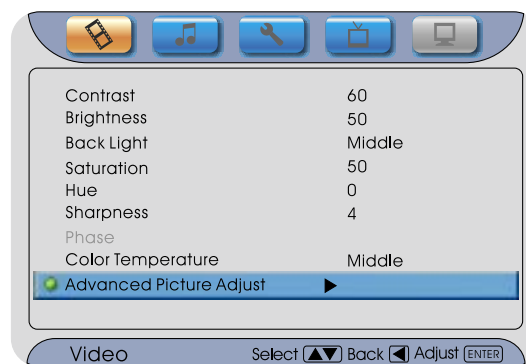 Contrast 60
Brightness 50
Back Light Middle
Saturation 50
Hue 0
Sharpness 4
Phase
Color Temperature Middle
Advanced Picture Adjust
Video Select Back Adjust ENTER